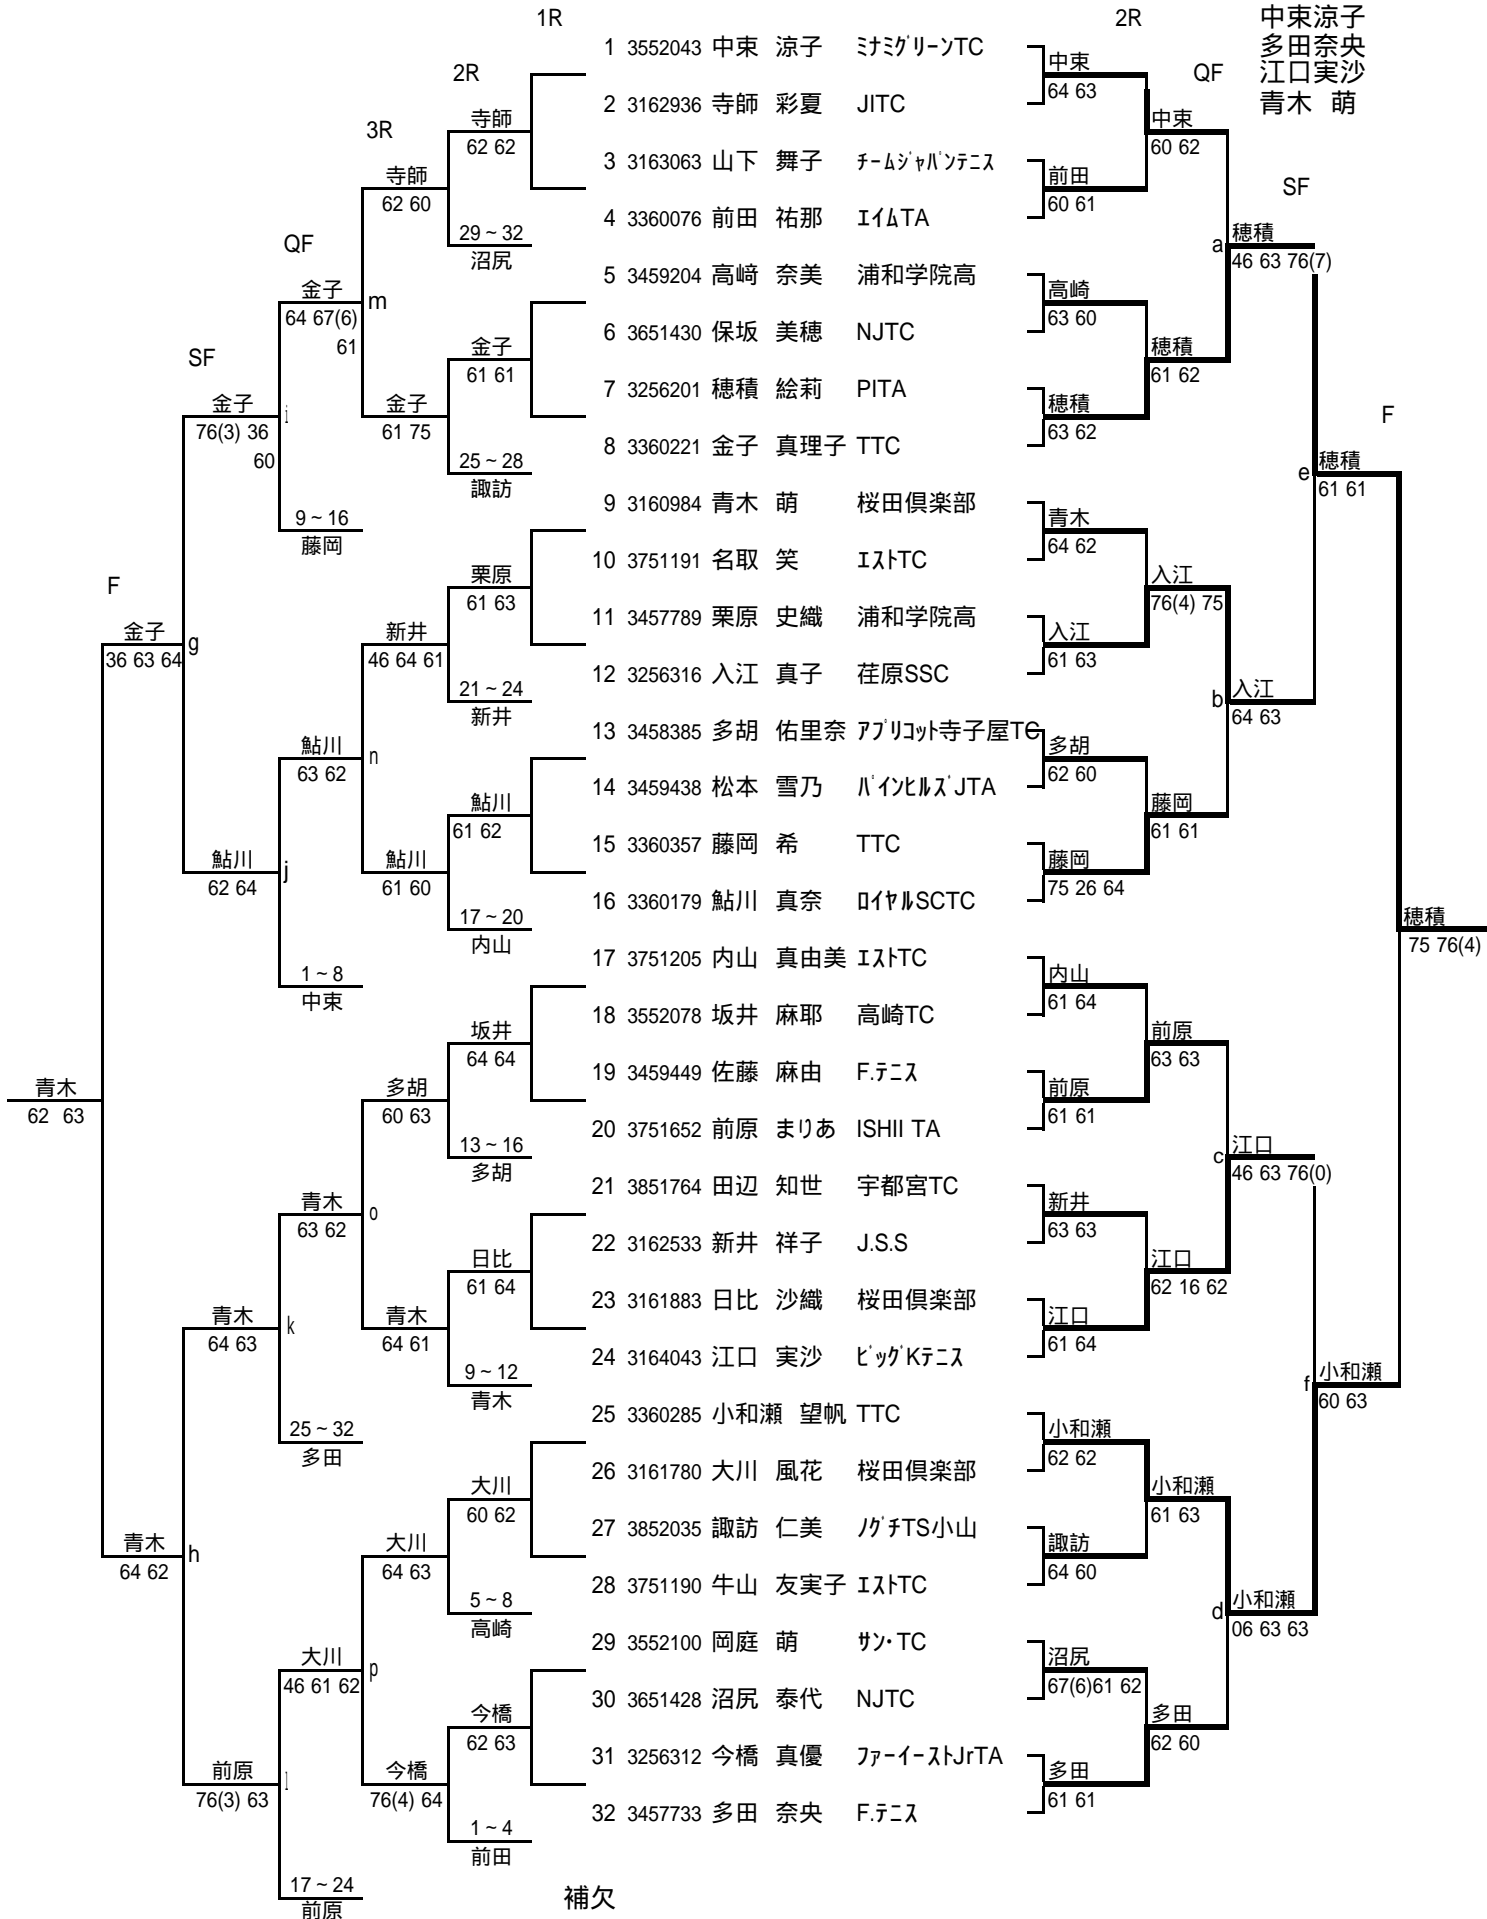 1R
2R
中東涼子
多田奈央
江口実沙
青木 萌
2R
QF
3R
SF
QF
SF
F
F
1 3552043 中東 涼子 ﾐﾅﾐｸﾞﾘｰﾝTC
2 3162936 寺師 彩夏 JITC
3 3163063 山下 舞子 ﾁｰﾑｼﾞｬﾊﾟﾝﾃﾆｽ
4 3360076 前田 祐那 ｴｲﾑTA
5 3459204 高﨑 奈美 浦和学院高
6 3651430 保坂 美穂 NJTC
7 3256201 穂積 絵莉 PITA
8 3360221 金子 真理子 TTC
9 3160984 青木 萌 桜田倶楽部
10 3751191 名取 笑 ｴｽﾄTC
11 3457789 栗原 史織 浦和学院高
12 3256316 入江 真子 荏原SSC
13 3458385 多胡 佑里奈 ｱﾌﾟﾘｺｯﾄ寺子屋TC
14 3459438 松本 雪乃 ﾊﾟｲﾝﾋﾙｽﾞJTA
15 3360357 藤岡 希 TTC
16 3360179 鮎川 真奈 ﾛｲﾔﾙSCTC
17 3751205 内山 真由美 ｴｽﾄTC
18 3552078 坂井 麻耶 高崎TC
19 3459449 佐藤 麻由 F.ﾃﾆｽ
20 3751652 前原 まりあ ISHII TA
21 3851764 田辺 知世 宇都宮TC
22 3162533 新井 祥子 J.S.S
23 3161883 日比 沙織 桜田倶楽部
24 3164043 江口 実沙 ﾋﾞｯｸﾞKﾃﾆｽ
25 3360285 小和瀬 望帆 TTC
26 3161780 大川 風花 桜田倶楽部
27 3852035 諏訪 仁美 ﾉｸﾞﾁTS小山
28 3751190 牛山 友実子 ｴｽﾄTC
29 3552100 岡庭 萌 ｻﾝ･TC
30 3651428 沼尻 泰代 NJTC
31 3256312 今橋 真優 ﾌｧｰｲｰｽﾄJrTA
32 3457733 多田 奈央 F.ﾃﾆｽ
補欠
中東
64 63
前田
60 61
高崎
63 60
穂積
63 62
青木
64 62
入江
61 63
多胡
62 60
藤岡
75 26 64
内山
61 64
前原
61 61
新井
63 63
江口
61 64
小和瀬
62 62
諏訪
64 60
沼尻
67(6)61 62
多田
61 61
中東
60 62
穂積
61 62
入江
76(4) 75
藤岡
61 61
前原
63 63
江口
62 16 62
小和瀬
61 63
多田
62 60
a
穂積
46 63 76(7)
b
入江
64 63
c
江口
46 63 76(0)
d
小和瀬
06 63 63
e
穂積
61 61
f
小和瀬
60 63
穂積
75 76(4)
寺師
62 62
29～32
沼尻
金子
61 61
25～28
諏訪
栗原
61 63
21～24
新井
鮎川
61 62
17～20
内山
坂井
64 64
13～16
多胡
日比
61 64
9～12
青木
大川
60 62
5～8
高崎
今橋
62 63
1～4
前田
寺師
62 60
金子
61 75
新井
46 64 61
鮎川
61 60
多胡
60 63
青木
64 61
大川
64 63
今橋
76(4) 64
金子
64 67(6)
61
m
9～16
藤岡
鮎川
63 62
n
1～8
中東
青木
63 62
o
25～32
多田
大川
46 61 62
p
17～24
前原
金子
76(3) 36
60
i
鮎川
62 64
j
青木
64 63
k
前原
76(3) 63
l
金子
36 63 64
g
青木
64 62
h
青木
62 63